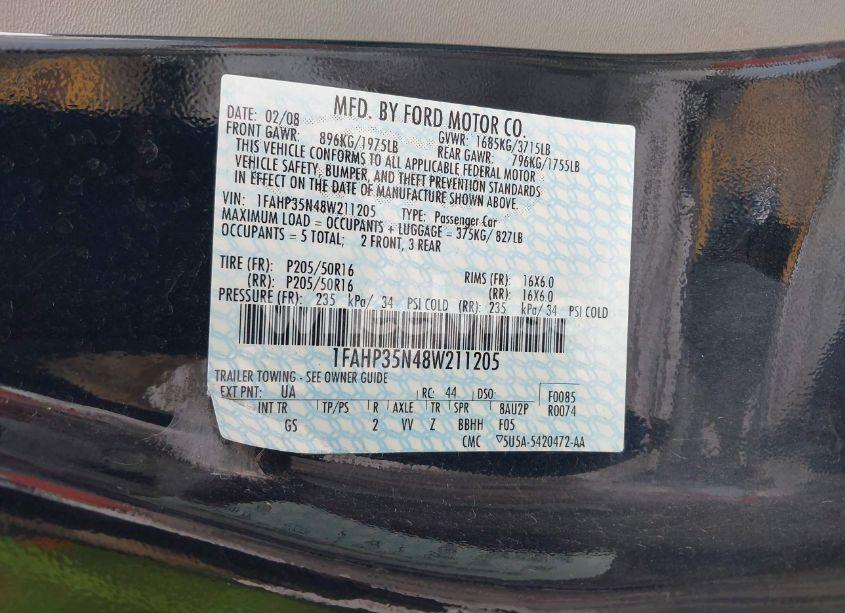 MFD. BY FORD MOTOR CO.
DATE: 02/08 GVWR: 1685KG/3715LB
FRONT GAWR: 896KG/1975LB REAR GAWR: 796KG/1755LB
THIS VEHICLE CONFORMS TO ALL APPLICABLE FEDERAL MOTOR
VEHICLE SAFETY, BUMPER, AND THEFT PREVENTION STANDARDS
IN EFFECT ON THE DATE OF MANUFACTURE SHOWN ABOVE.
VIN: 1FAHP35N48W211205 TYPE: Passenger Car
MAXIMUM LOAD = OCCUPANTS + LUGGAGE = 375KG/ 827LB
OCCUPANTS = 5 TOTAL; 2 FRONT, 3 REAR
TIRE (FR): P205/50R16 RIMS (FR): 16X6.0
(RR): P205/50R16 (RR): 16X6.0
PRESSURE (FR): 235 kPa/ 34 PSI COLD (RR): 235 kPa/ 34 PSI COLD
1FAHP35N48W211205
TRAILER TOWING - SEE OWNER GUIDE
EXT PNT: UA RC: 44 DSO: F0085
INT TR TP/PS R AXLE TR SPR 8AU2P R0074
GS 2 VV Z BBHH F05
CMC ▽5U5A-5420472-AA